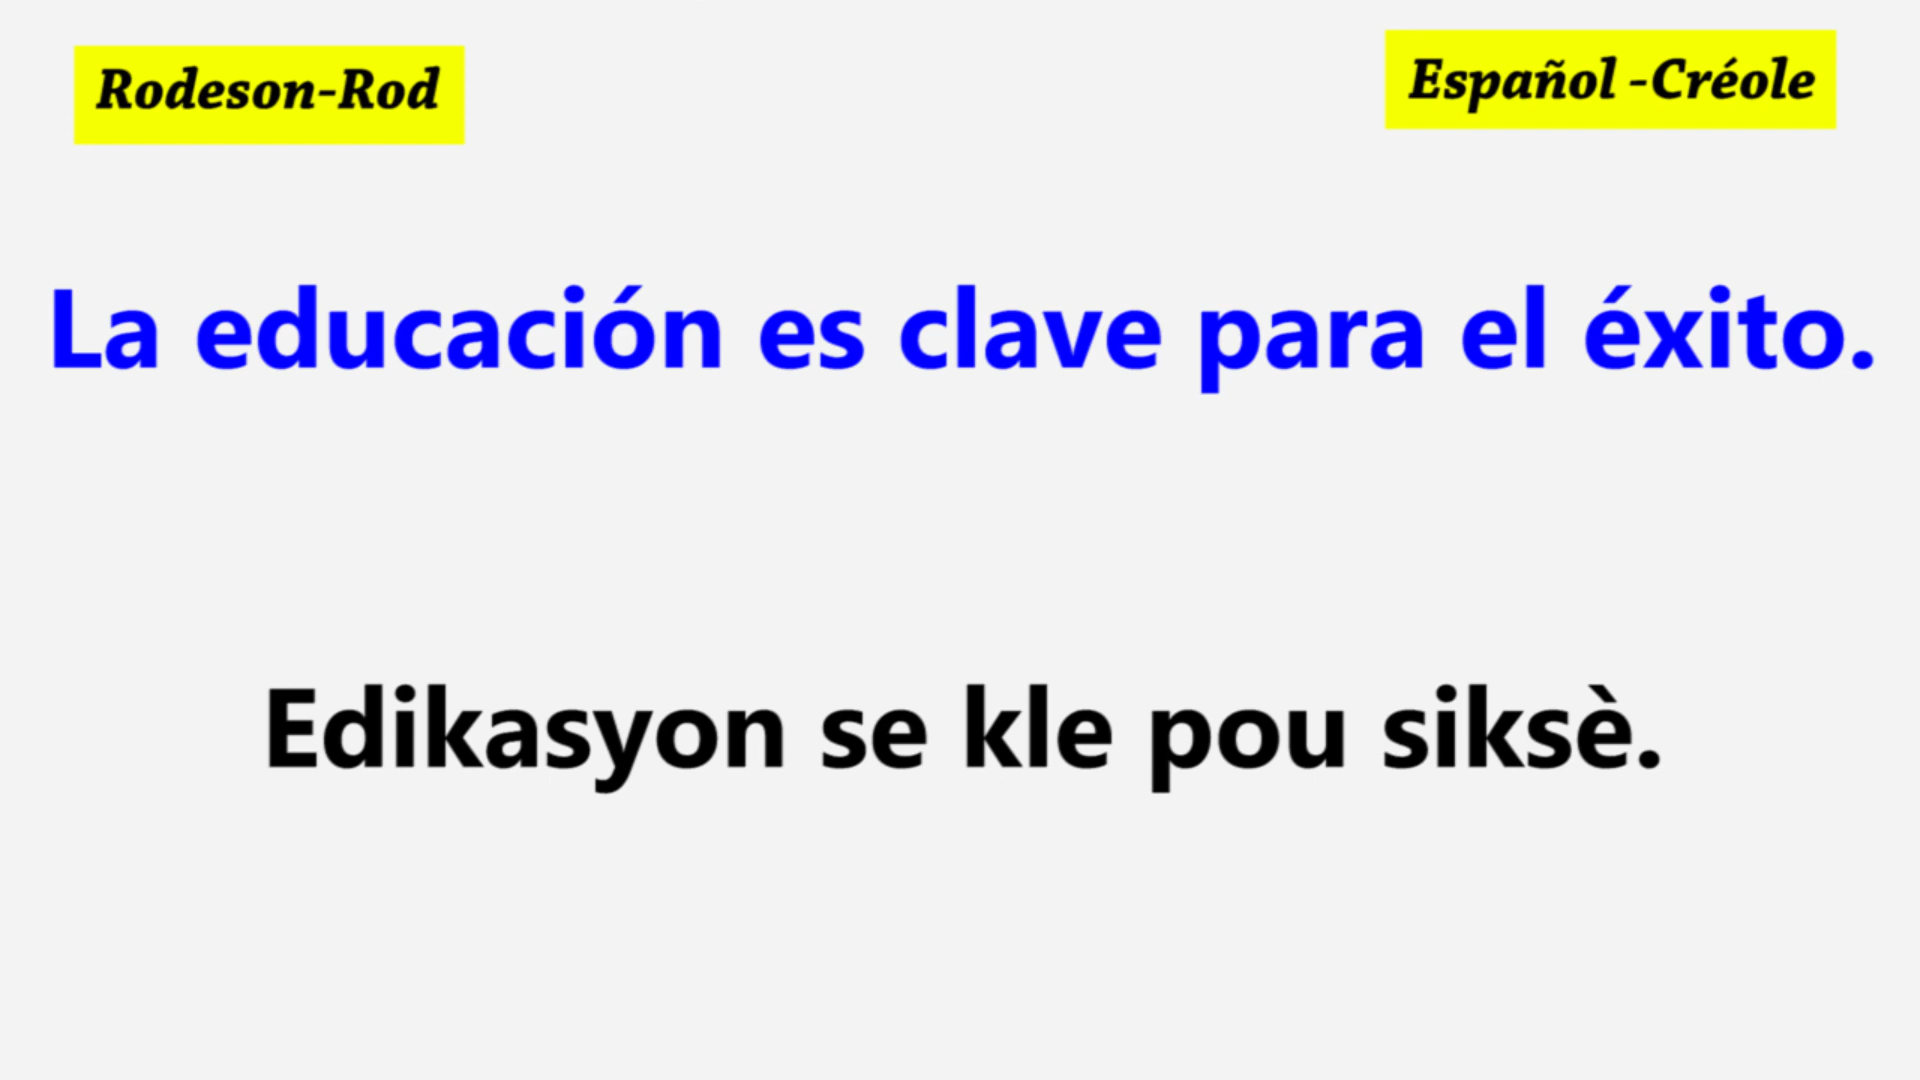 Rodeson-Rod
Español -Créole
La educación es clave para el éxito.
Edikasyon se kle pou siksè.